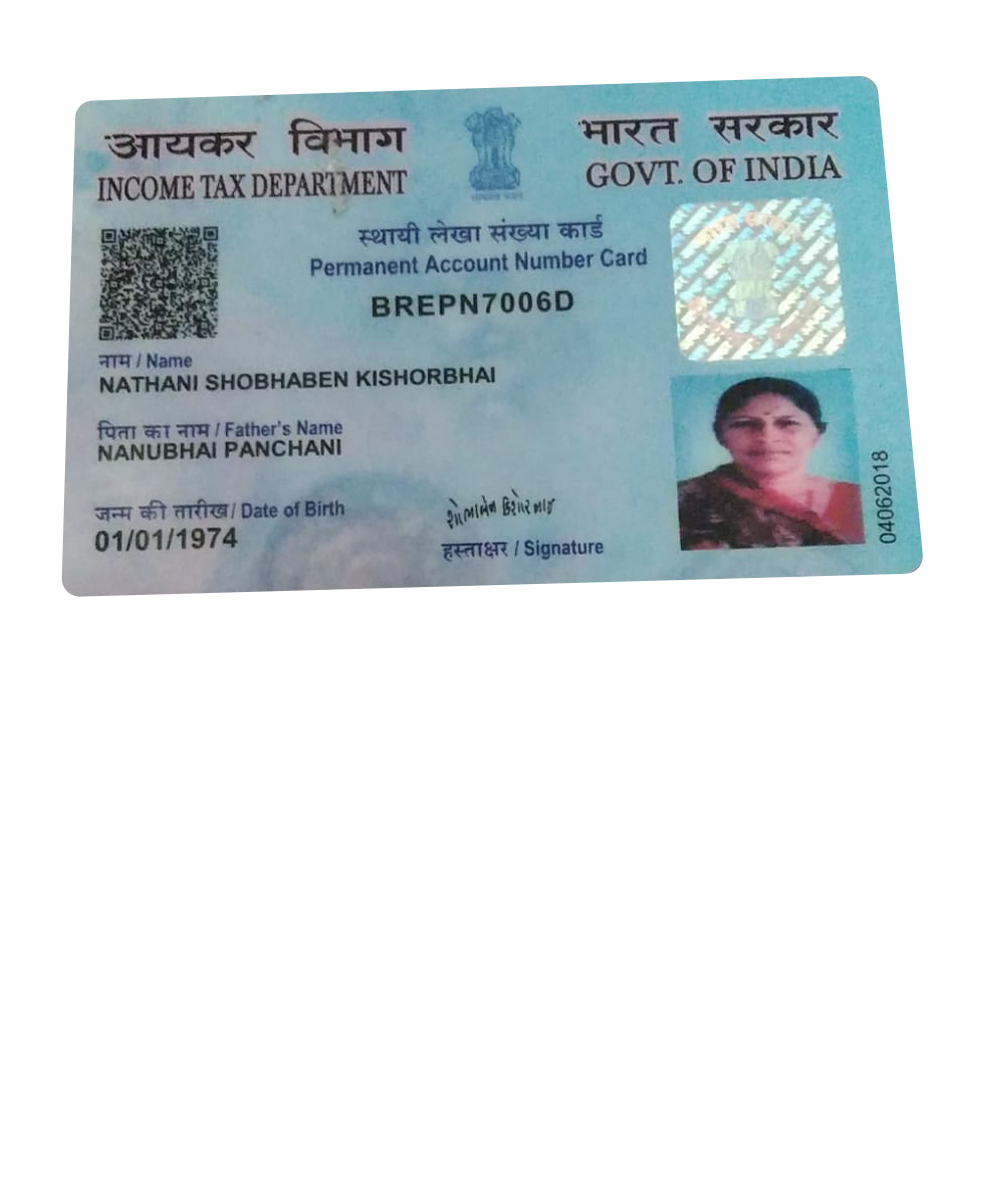 आयकर विभाग
INCOME TAX DEPARTMENT
भारत सरकार
GOVT. OF INDIA
स्थायी लेखा संख्या कार्ड
Permanent Account Number Card
BREPN7006D
नाम / Name
NATHANI SHOBHABEN KISHORBHAI
पिता का नाम / Father's Name
NANUBHAI PANCHANI
जन्म की तारीख / Date of Birth
01/01/1974
શોભાબેન કિશોરભાઈ
हस्ताक्षर / Signature
04062018